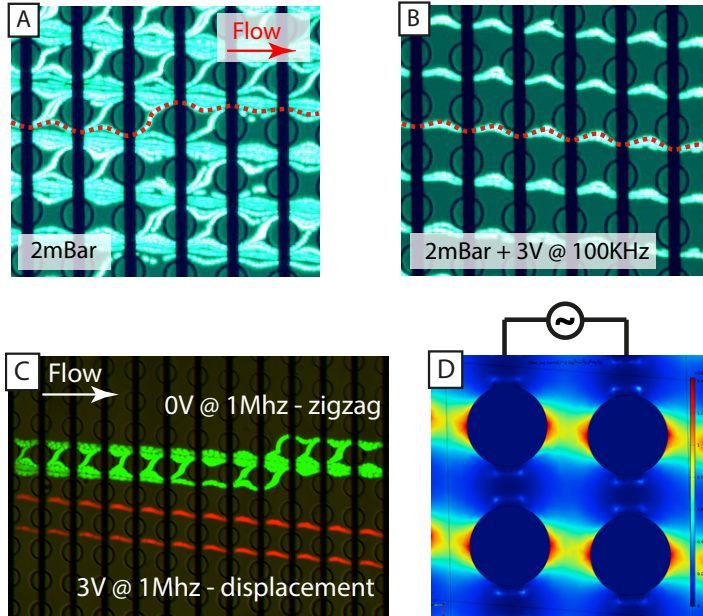 A
Flow
2mBar
B
2mBar + 3V @ 100KHz
C
Flow
0V @ 1Mhz - zigzag
3V @ 1Mhz - displacement
~
D